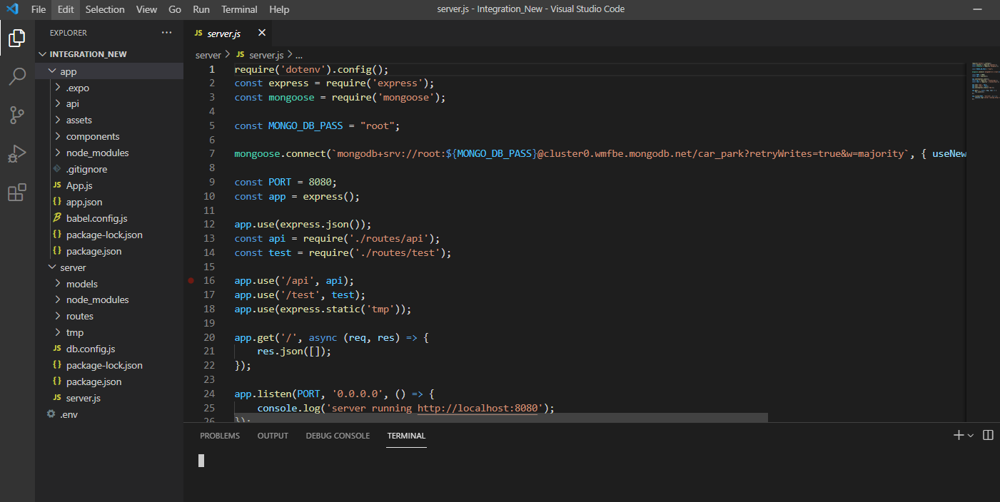 File Edit Selection View Go Run Terminal Help server.js - Integration_New - Visual Studio Code
EXPLORER ...
INTEGRATION_NEW
app
.expo
api
assets
components
node_modules
.gitignore
JS App.js
{} app.json
babel.config.js
{} package-lock.json
{} package.json
server
models
node_modules
routes
tmp
JS db.config.js
{} package-lock.json
{} package.json
JS server.js
.env
JS server.js
server > JS server.js > ...
1 require('dotenv').config();
2 const express = require('express');
3 const mongoose = require('mongoose');
4
5 const MONGO_DB_PASS = "root";
6
7 mongoose.connect(`mongodb+srv://root:${MONGO_DB_PASS}@cluster0.wmfbe.mongodb.net/car_park?retryWrites=true&w=majority`, { useNew
8
9 const PORT = 8080;
10 const app = express();
11
12 app.use(express.json());
13 const api = require('./routes/api');
14 const test = require('./routes/test');
15
16 app.use('/api', api);
17 app.use('/test', test);
18 app.use(express.static('tmp'));
19
20 app.get('/', async (req, res) => {
21 res.json([]);
22 });
23
24 app.listen(PORT, '0.0.0.0', () => {
25 console.log('server running http://localhost:8080');
26 });
PROBLEMS OUTPUT DEBUG CONSOLE TERMINAL